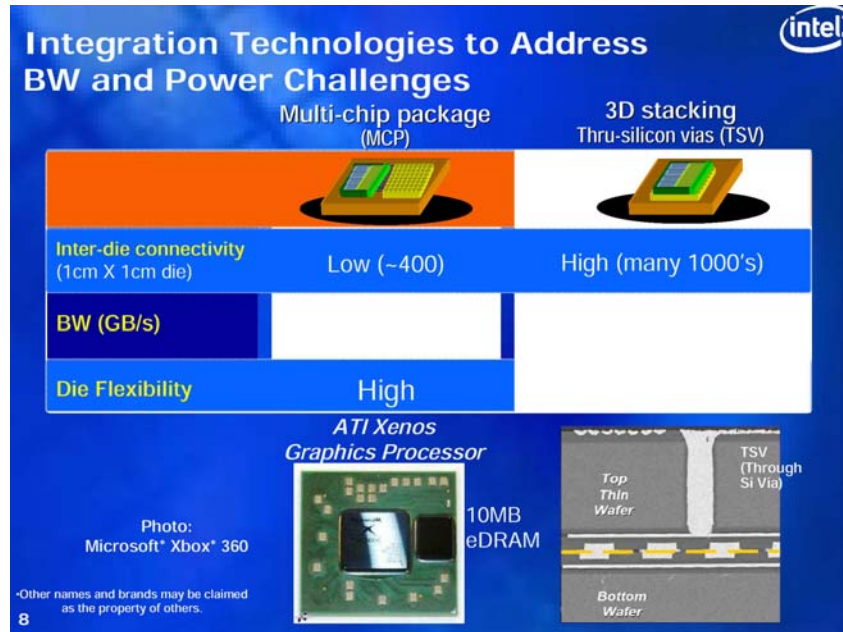 Integration Technologies to Address
BW and Power Challenges
intel
Multi-chip package
(MCP)
3D stacking
Thru-silicon vias (TSV)
Inter-die connectivity
(1cm X 1cm die)
Low (~400)
High (many 1000's)
BW (GB/s)
Die Flexibility
High
ATI Xenos
Graphics Processor
10MB
eDRAM
Photo:
Microsoft* Xbox* 360
TSV
(Through
Si Via)
Top
Thin
Wafer
Bottom
Wafer
•Other names and brands may be claimed
as the property of others.
8